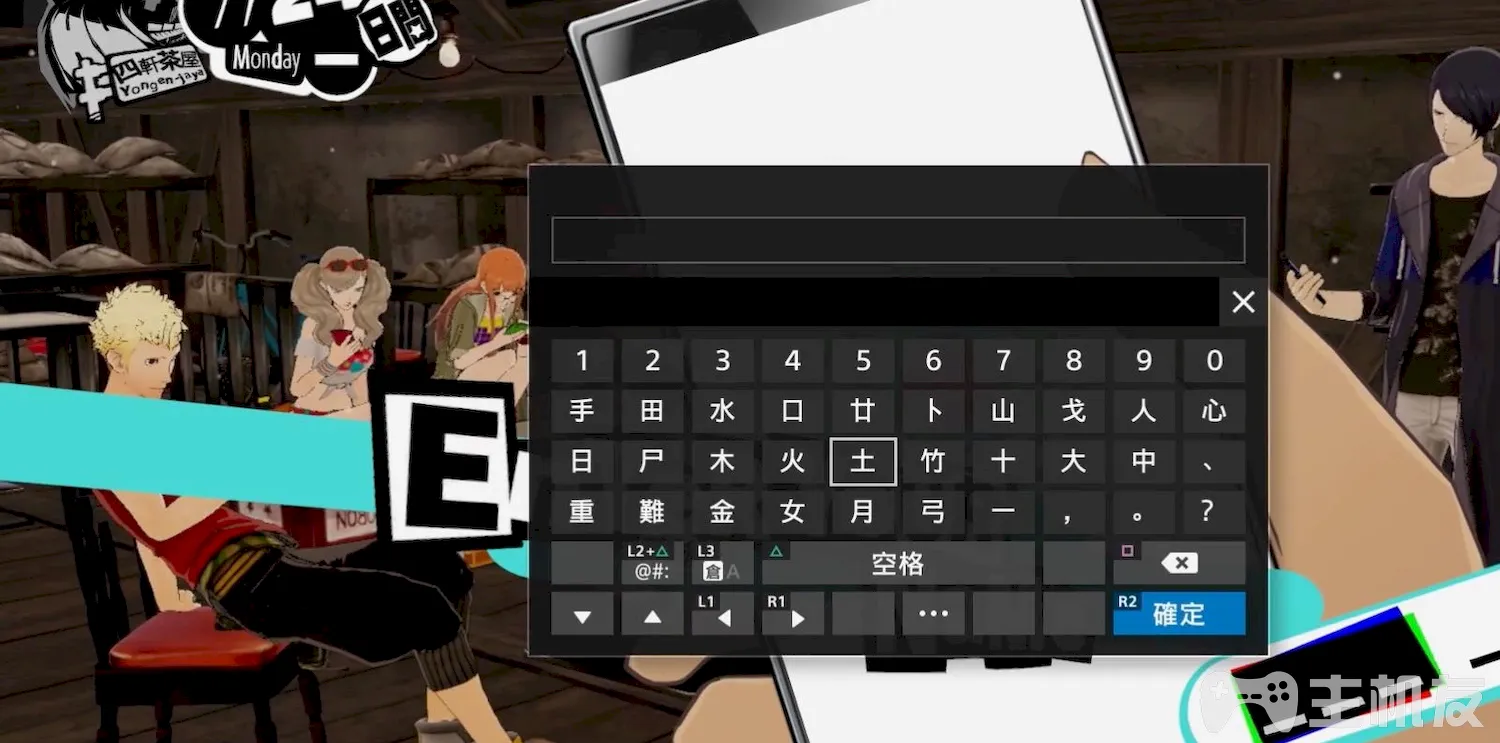 日間
Monday 一
四軒茶屋
Yongen-jaya
E
1 2 3 4 5 6 7 8 9 0
手 田 水 口 廿 卜 山 戈 人 心
日 尸 木 火 土 竹 十 大 中 、
重 難 金 女 月 弓 一 ， 。 ？
L2+△ @#: L3 倉 A △ 空格 □
L1 R1 ••• R2 確定
主机友